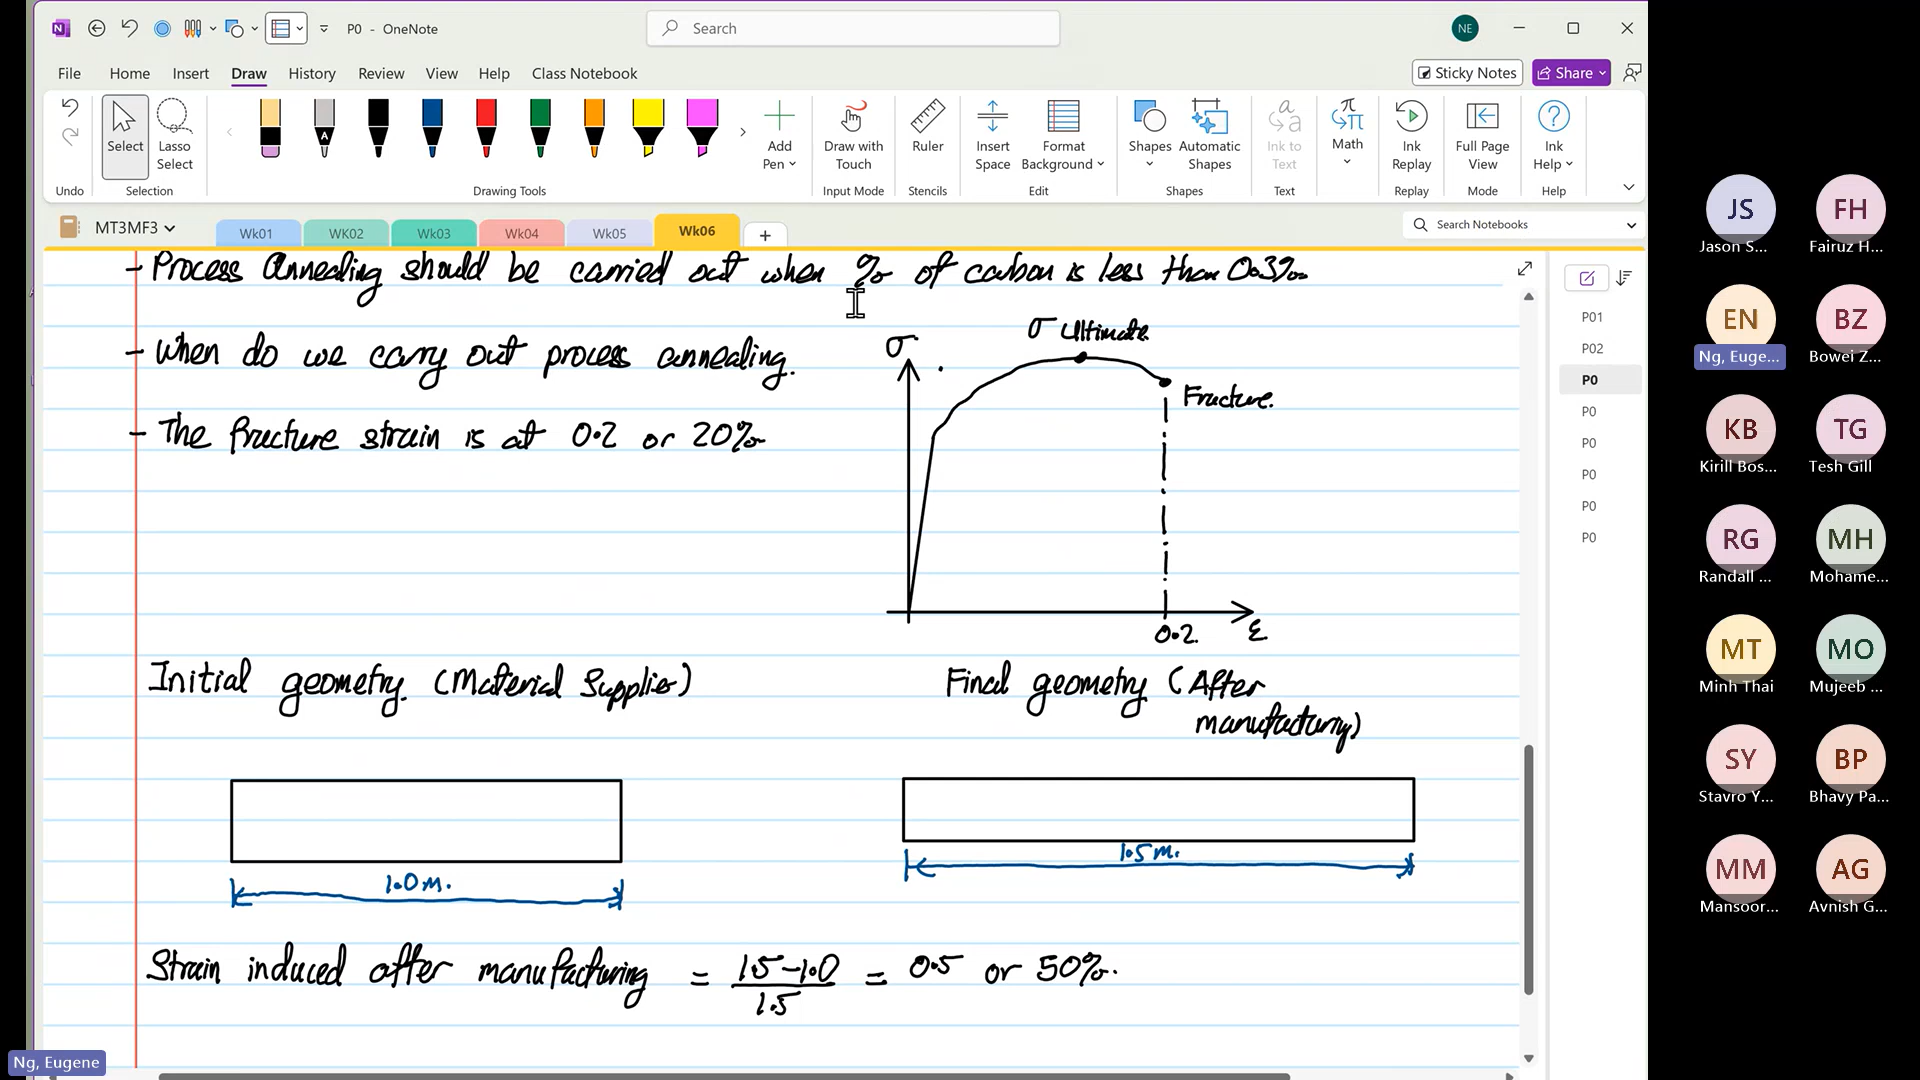 P0 - OneNote
Search
NE
File Home Insert Draw History Review View Help Class Notebook
Sticky Notes Share
Select Lasso Select Add Pen Draw with Touch Ruler Insert Space Format Background Shapes Automatic Shapes Ink to Text Math Ink Replay Full Page View Ink Help
Undo Selection Drawing Tools Input Mode Stencils Edit Shapes Text Replay Mode Help
MT3MF3 Wk01 WK02 Wk03 Wk04 Wk05 Wk06 Search Notebooks
- Process Annealing should be carried out when % of carbon is less than 0.3%
- When do we carry out process annealing.
- The fracture strain is at 0.2 or 20%
σ
σ Ultimate.
Fracture.
0.2. ε
Initial geometry. (Material Supplier)
Final geometry (After
manufacturing)
1.0m.
1.5m.
Strain induced after manufacturing = 1.5-1.0 / 1.5 = 0.5 or 50%.
P01
P02
P0
P0
P0
P0
P0
P0
JS FH
Jason S... Fairuz H...
EN BZ
Ng, Euge... Bowei Z...
KB TG
Kirill Bos... Tesh Gill
RG MH
Randall ... Mohame...
MT MO
Minh Thai Mujeeb ...
SY BP
Stavro Y... Bhavy Pa...
MM AG
Mansoor... Avnish G...
Ng, Eugene